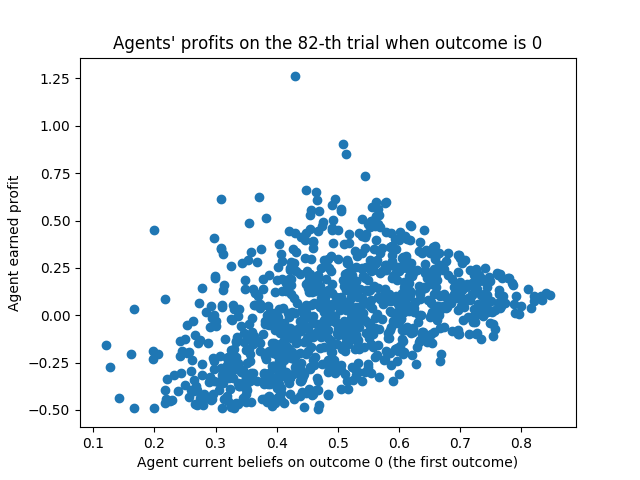 Agents' profits on the 82-th trial when outcome is 0
1.25
1.00
0.75
0.50
0.25
0.00
−0.25
−0.50
Agent earned profit
0.1 0.2 0.3 0.4 0.5 0.6 0.7 0.8
Agent current beliefs on outcome 0 (the first outcome)